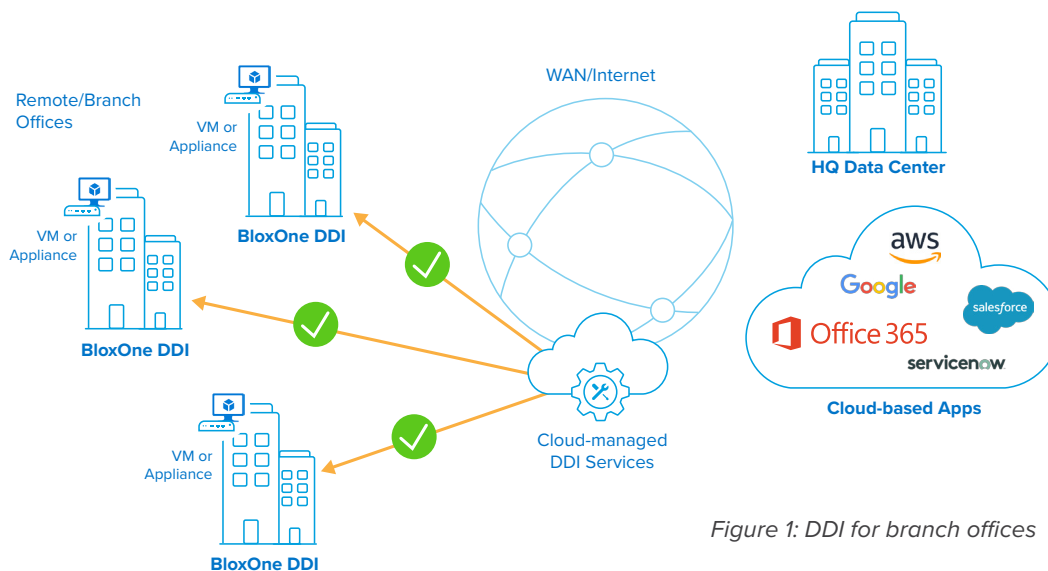 Remote/Branch
Offices
VM or
Appliance
BloxOne DDI
VM or
Appliance
BloxOne DDI
VM or
Appliance
BloxOne DDI
WAN/Internet
Cloud-managed
DDI Services
HQ Data Center
aws
Google
salesforce
Office 365
servicenow
Cloud-based Apps
Figure 1: DDI for branch offices